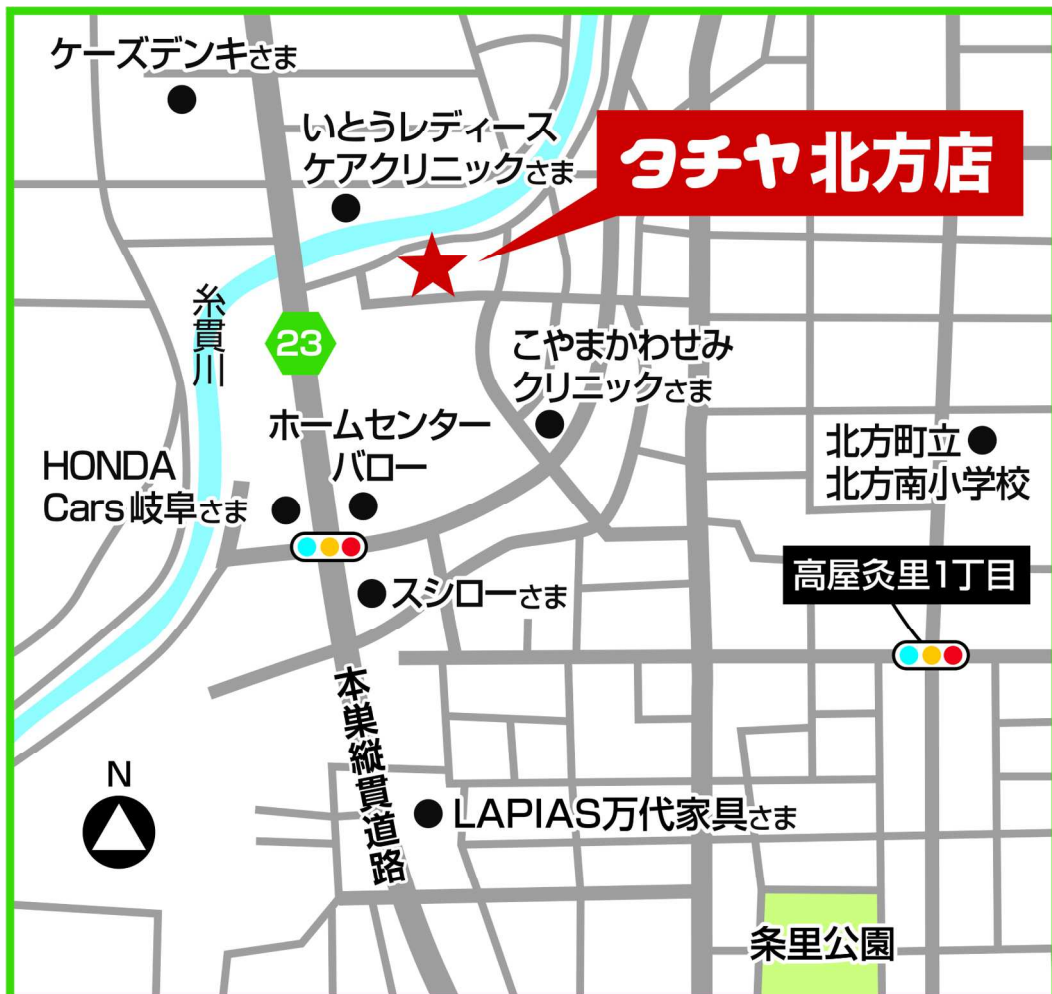 ケーズデンキさま
いとうレディース
ケアクリニックさま
タチヤ北方店
糸貫川
23
こやまかわせみ
クリニックさま
ホームセンター
バロー
HONDA
Cars岐阜さま
北方町立
北方南小学校
スシローさま
高屋灸里1丁目
本巣縦貫道路
N
LAPIAS万代家具さま
条里公園